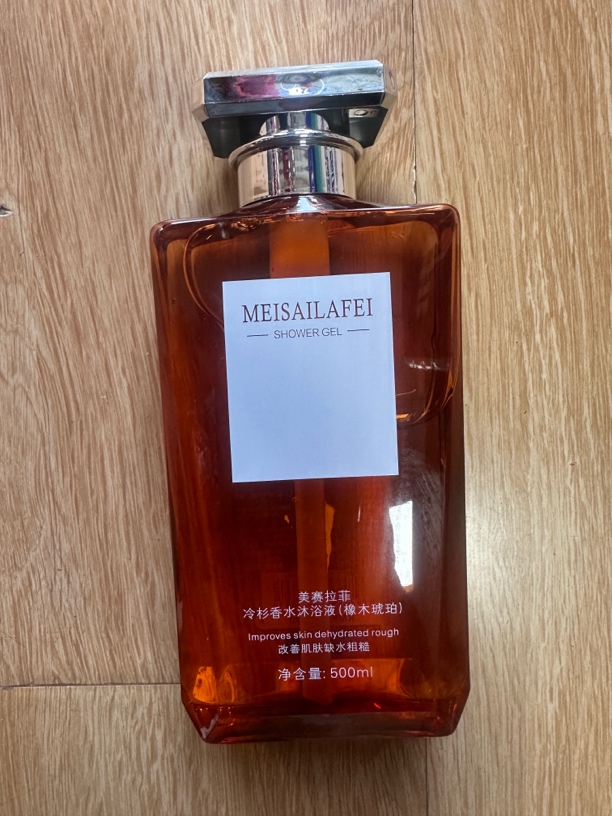 MEISAILAFEI
SHOWER GEL
美赛拉菲
冷杉香水沐浴液(橡木琥珀)
Improves skin dehydrated rough
改善肌肤缺水粗糙
净含量: 500ml